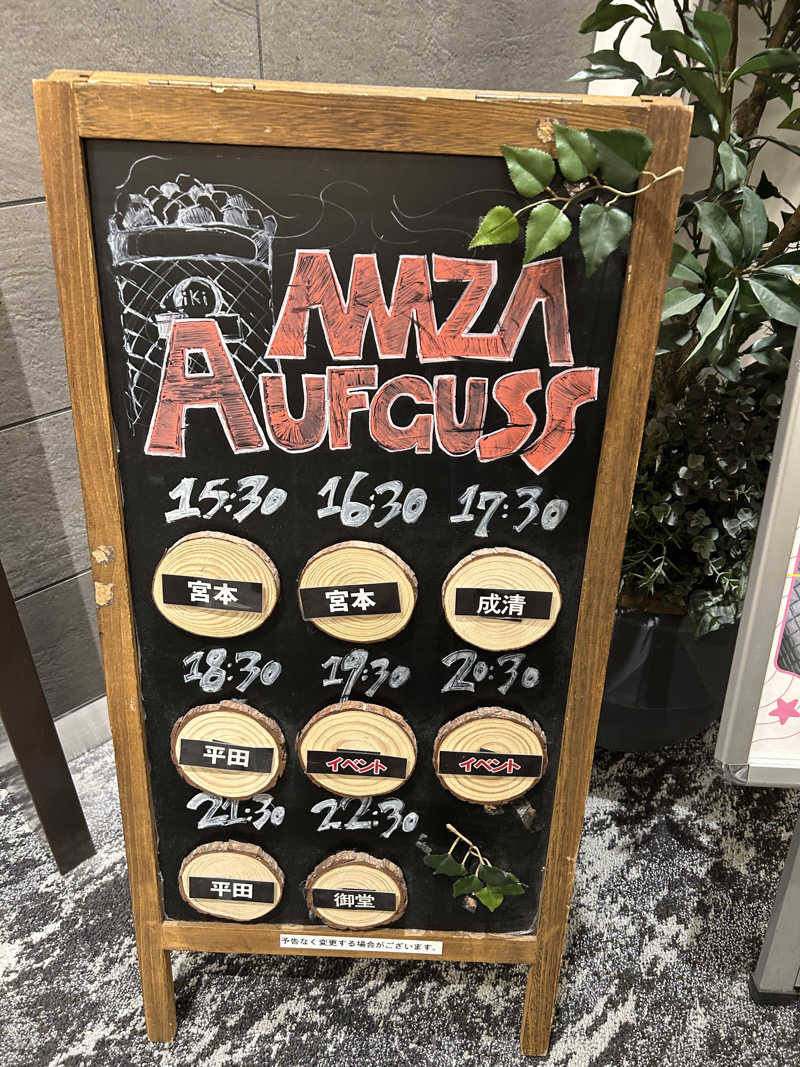 iki
AMZA
AUFGUSS
15:30 16:30 17:30
宮本 宮本 成清
18:30 19:30 20:30
平田 イベント イベント
21:30 22:30
平田 御堂
予告なく変更する場合がございます。